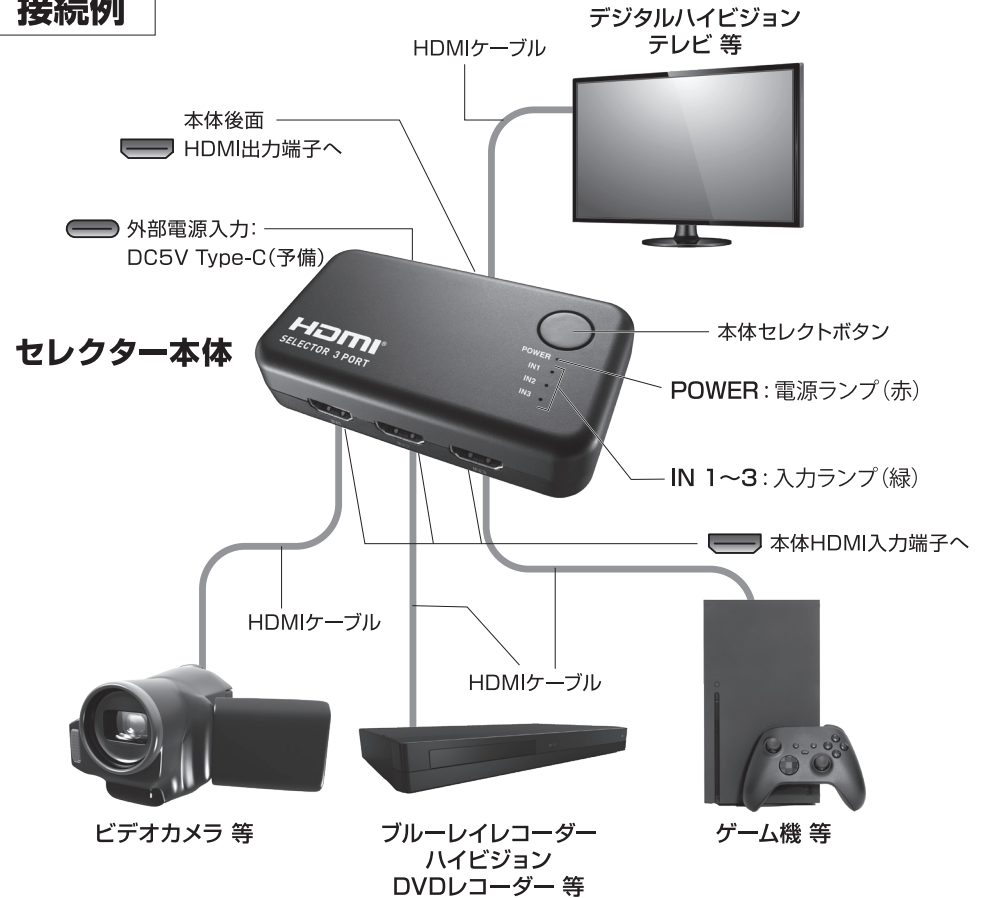 接続例
デジタルハイビジョン
テレビ 等
HDMIケーブル
本体後面
HDMI出力端子へ
外部電源入力：
DC5V Type-C（予備）
セレクター本体
HDMI®
SELECTOR 3 PORT
POWER
IN1
IN2
IN3
本体セレクトボタン
POWER：電源ランプ（赤）
IN 1〜3：入力ランプ（緑）
本体HDMI入力端子へ
HDMIケーブル
HDMIケーブル
ビデオカメラ 等
ブルーレイレコーダー
ハイビジョン
DVDレコーダー 等
ゲーム機 等